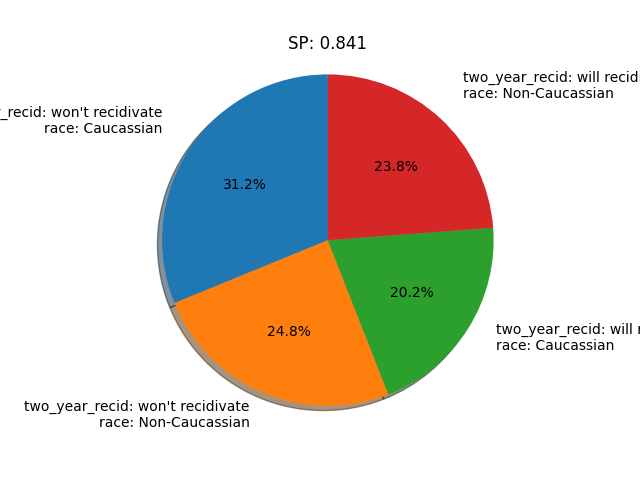 SP: 0.841
two_year_recid: will
race: Non-Caucassian
_recid: won't recidivate
race: Caucassian
23.8%
31.2%
20.2%
24.8%
two_year_recid: will
race: Caucassian
two_year_recid: won't recidivate
race: Non-Caucassian